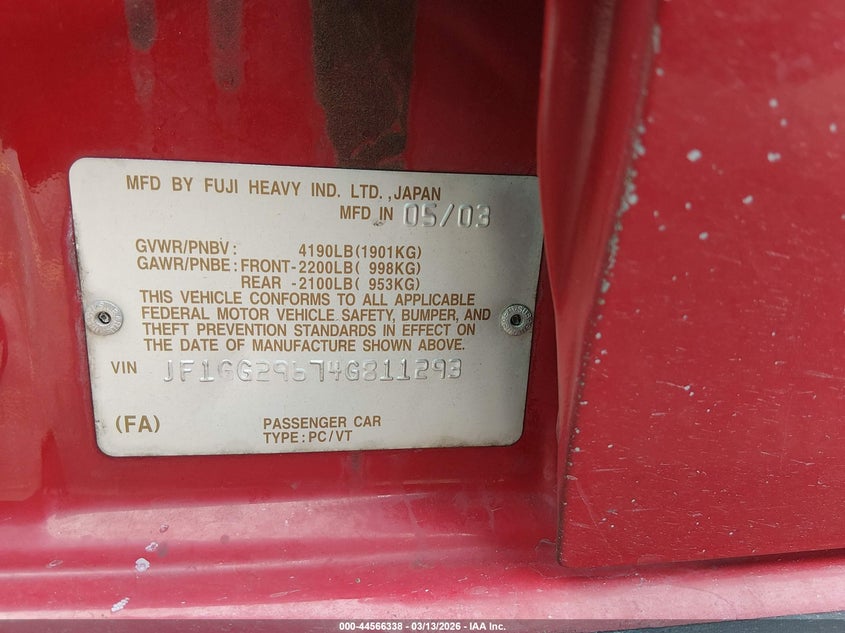 MFD BY FUJI HEAVY IND. LTD.,JAPAN
MFD IN 05/03
GVWR/PNBV: 4190LB(1901KG)
GAWR/PNBE: FRONT-2200LB( 998KG)
REAR -2100LB( 953KG)
THIS VEHICLE CONFORMS TO ALL APPLICABLE
FEDERAL MOTOR VEHICLE SAFETY, BUMPER, AND
THEFT PREVENTION STANDARDS IN EFFECT ON
THE DATE OF MANUFACTURE SHOWN ABOVE.
VIN JF1GG29674G811293
(FA) PASSENGER CAR
TYPE:PC/VT
000-44566338 - 03/13/2026 - IAA Inc.